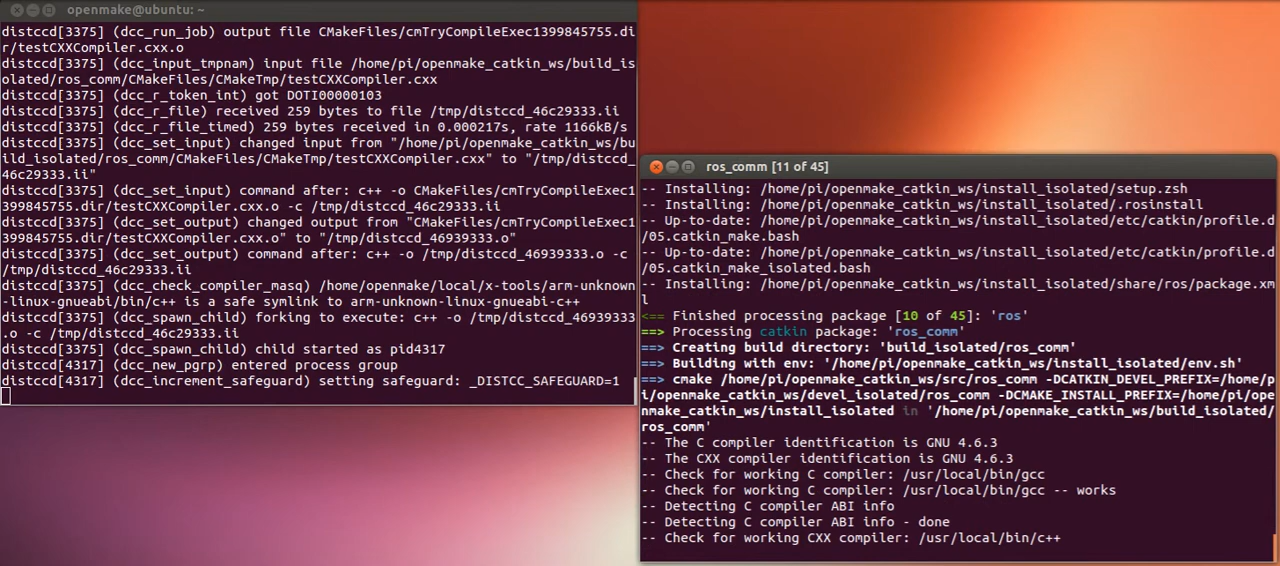 openmake@ubuntu: ~
distccd[3375] (dcc_run_job) output file CMakeFiles/cmTryCompileExec1399845755.di
r/testCXXCompiler.cxx.o
distccd[3375] (dcc_input_tmpnam) input file /home/pi/openmake_catkin_ws/build_is
olated/ros_comm/CMakeFiles/CMakeTmp/testCXXCompiler.cxx
distccd[3375] (dcc_r_token_int) got DOTI00000103
distccd[3375] (dcc_r_file) received 259 bytes to file /tmp/distccd_46c29333.ii
distccd[3375] (dcc_r_file_timed) 259 bytes received in 0.000217s, rate 1166kB/s
distccd[3375] (dcc_set_input) changed input from "/home/pi/openmake_catkin_ws/bu
ild_isolated/ros_comm/CMakeFiles/CMakeTmp/testCXXCompiler.cxx" to "/tmp/distccd_
46c29333.ii"
distccd[3375] (dcc_set_input) command after: c++ -o CMakeFiles/cmTryCompileExec1
399845755.dir/testCXXCompiler.cxx.o -c /tmp/distccd_46c29333.ii
distccd[3375] (dcc_set_output) changed output from "CMakeFiles/cmTryCompileExec1
399845755.dir/testCXXCompiler.cxx.o" to "/tmp/distccd_46939333.o"
distccd[3375] (dcc_set_output) command after: c++ -o /tmp/distccd_46939333.o -c
/tmp/distccd_46c29333.ii
distccd[3375] (dcc_check_compiler_masq) /home/openmake/local/x-tools/arm-unknown
-linux-gnueabi/bin/c++ is a safe symlink to arm-unknown-linux-gnueabi-c++
distccd[3375] (dcc_spawn_child) forking to execute: c++ -o /tmp/distccd_46939333
.o -c /tmp/distccd_46c29333.ii
distccd[3375] (dcc_spawn_child) child started as pid4317
distccd[4317] (dcc_new_pgrp) entered process group
distccd[4317] (dcc_increment_safeguard) setting safeguard: _DISTCC_SAFEGUARD=1
ros_comm [11 of 45]
-- Installing: /home/pi/openmake_catkin_ws/install_isolated/setup.zsh
-- Installing: /home/pi/openmake_catkin_ws/install_isolated/.rosinstall
-- Up-to-date: /home/pi/openmake_catkin_ws/install_isolated/etc/catkin/profile.d
/05.catkin_make.bash
-- Up-to-date: /home/pi/openmake_catkin_ws/install_isolated/etc/catkin/profile.d
/05.catkin_make_isolated.bash
-- Installing: /home/pi/openmake_catkin_ws/install_isolated/share/ros/package.xm
l
<== Finished processing package [10 of 45]: 'ros'
==> Processing catkin package: 'ros_comm'
==> Creating build directory: 'build_isolated/ros_comm'
==> Building with env: '/home/pi/openmake_catkin_ws/install_isolated/env.sh'
==> cmake /home/pi/openmake_catkin_ws/src/ros_comm -DCATKIN_DEVEL_PREFIX=/home/p
i/openmake_catkin_ws/devel_isolated/ros_comm -DCMAKE_INSTALL_PREFIX=/home/pi/ope
nmake_catkin_ws/install_isolated in '/home/pi/openmake_catkin_ws/build_isolated/
ros_comm'
-- The C compiler identification is GNU 4.6.3
-- The CXX compiler identification is GNU 4.6.3
-- Check for working C compiler: /usr/local/bin/gcc
-- Check for working C compiler: /usr/local/bin/gcc -- works
-- Detecting C compiler ABI info
-- Detecting C compiler ABI info - done
-- Check for working CXX compiler: /usr/local/bin/c++